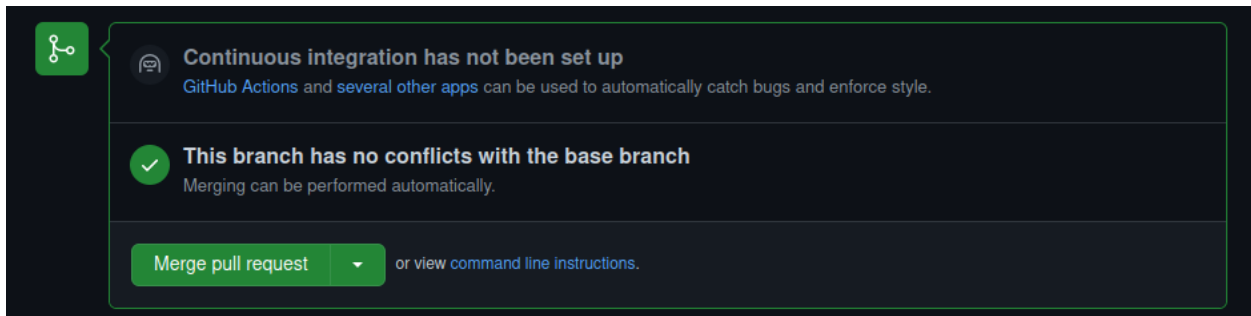 Continuous integration has not been set up
GitHub Actions and several other apps can be used to automatically catch bugs and enforce style.
This branch has no conflicts with the base branch
Merging can be performed automatically.
Merge pull request or view command line instructions.